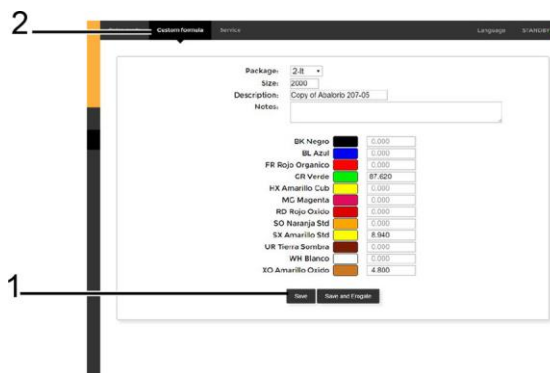 2
Custom formula Service Language STANDBY
Package: 2-lt
Size: 2000
Description: Copy of Abalorio 207-05
Notes:
BK Negro 0.000
BL Azul 0.000
FR Rojo Organico 0.000
GR Verde 87.620
HX Amarillo Cub 0.000
MG Magenta 0.000
RD Rojo Oxido 0.000
SO Naranja Std 0.000
SX Amarillo Std 8.940
UR Tierra Sombra 0.000
WH Blanco 0.000
XO Amarillo Oxido 4.800
1
Save Save and Erogate